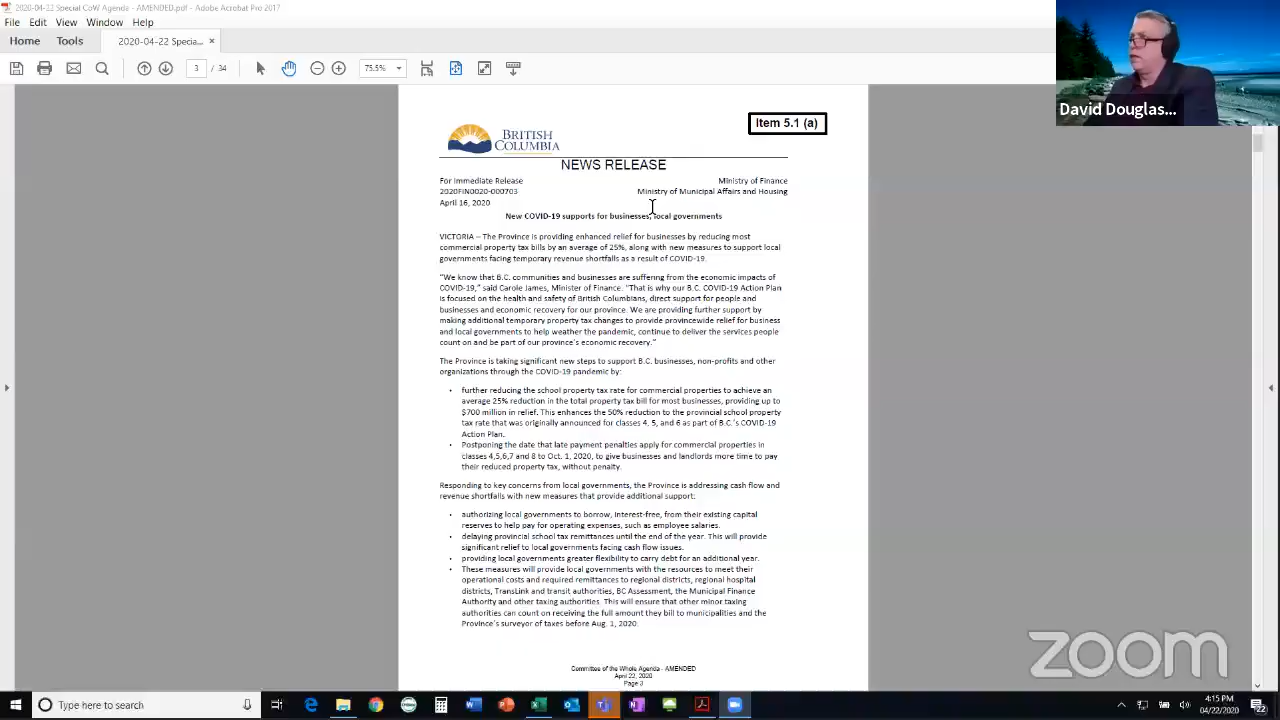 2020-04-22 Special CoW Agenda - AMENDED.pdf - Adobe Acrobat Pro 2017
File Edit View Window Help
Home Tools 2020-04-22 Specia... ×
3 / 34 75.5%
David Douglas...
Item 5.1 (a)
BRITISH
COLUMBIA
NEWS RELEASE
For Immediate Release Ministry of Finance
2020FIN0020-000703 Ministry of Municipal Affairs and Housing
April 16, 2020
New COVID-19 supports for businesses, local governments
VICTORIA – The Province is providing enhanced relief for businesses by reducing most
commercial property tax bills by an average of 25%, along with new measures to support local
governments facing temporary revenue shortfalls as a result of COVID-19.
“We know that B.C. communities and businesses are suffering from the economic impacts of
COVID-19,” said Carole James, Minister of Finance. “That is why our B.C. COVID-19 Action Plan
is focused on the health and safety of British Columbians, direct support for people and
businesses and economic recovery for our province. We are providing further support by
making additional temporary property tax changes to provide provincewide relief for business
and local governments to help weather the pandemic, continue to deliver the services people
count on and be part of our province’s economic recovery.”
The Province is taking significant new steps to support B.C. businesses, non-profits and other
organizations through the COVID-19 pandemic by:
• further reducing the school property tax rate for commercial properties to achieve an
average 25% reduction in the total property tax bill for most businesses, providing up to
$700 million in relief. This enhances the 50% reduction to the provincial school property
tax rate that was originally announced for classes 4, 5, and 6 as part of B.C.’s COVID-19
Action Plan.
• Postponing the date that late payment penalties apply for commercial properties in
classes 4,5,6,7 and 8 to Oct. 1, 2020, to give businesses and landlords more time to pay
their reduced property tax, without penalty.
Responding to key concerns from local governments, the Province is addressing cash flow and
revenue shortfalls with new measures that provide additional support:
• authorizing local governments to borrow, interest-free, from their existing capital
reserves to help pay for operating expenses, such as employee salaries.
• delaying provincial school tax remittances until the end of the year. This will provide
significant relief to local governments facing cash flow issues.
• providing local governments greater flexibility to carry debt for an additional year.
• These measures will provide local governments with the resources to meet their
operational costs and required remittances to regional districts, regional hospital
districts, TransLink and transit authorities, BC Assessment, the Municipal Finance
Authority and other taxing authorities. This will ensure that other minor taxing
authorities can count on receiving the full amount they bill to municipalities and the
Province’s surveyor of taxes before Aug. 1, 2020.
Committee of the Whole Agenda - AMENDED
April 22, 2020
Page 3
zoom
Type here to search
4:15 PM
04/22/2020